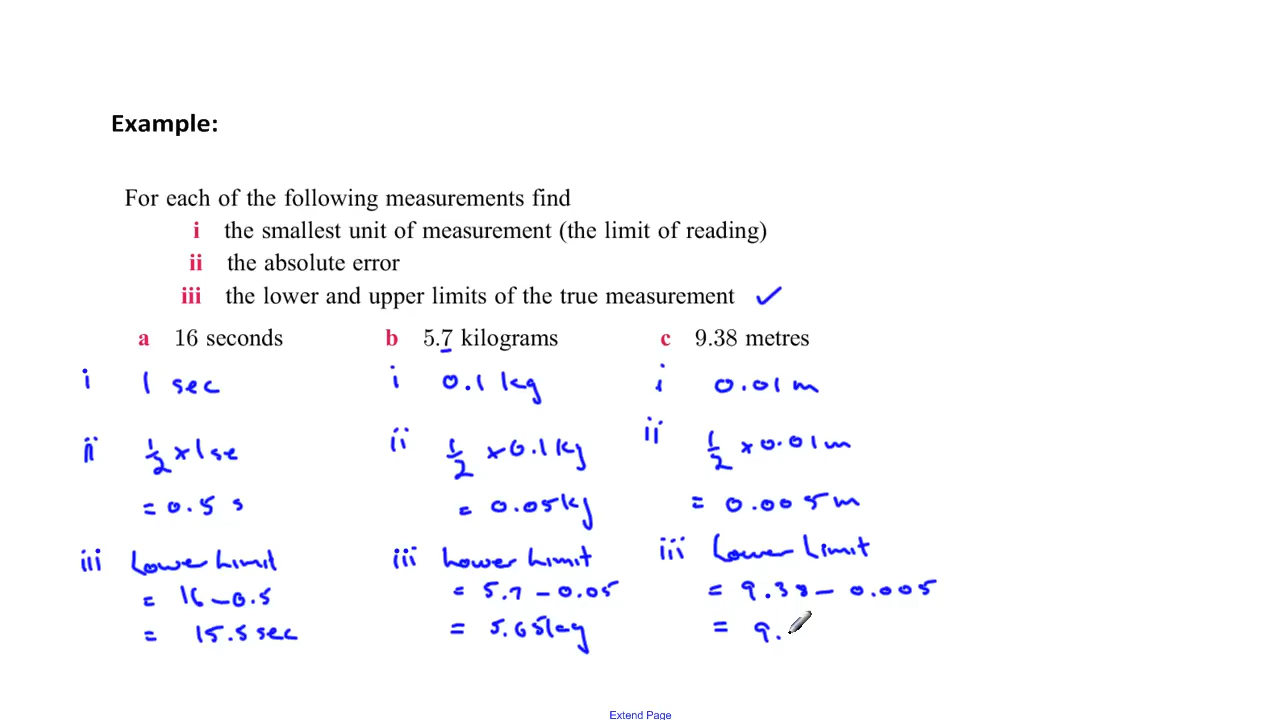 Example:
For each of the following measurements find
i the smallest unit of measurement (the limit of reading)
ii the absolute error
iii the lower and upper limits of the true measurement ✓
a 16 seconds b 5.7 kilograms c 9.38 metres
i 1 sec i 0.1 kg i 0.01 m
ii 1/2 × 1 se ii 1/2 × 0.1 kg ii 1/2 × 0.01 m
= 0.5 s = 0.05 kg = 0.005 m
iii Lower Limit iii Lower Limit iii Lower Limit
= 16 - 0.5 = 5.7 - 0.05 = 9.38 - 0.005
= 15.5 sec = 5.65 kg = 9.
Extend Page